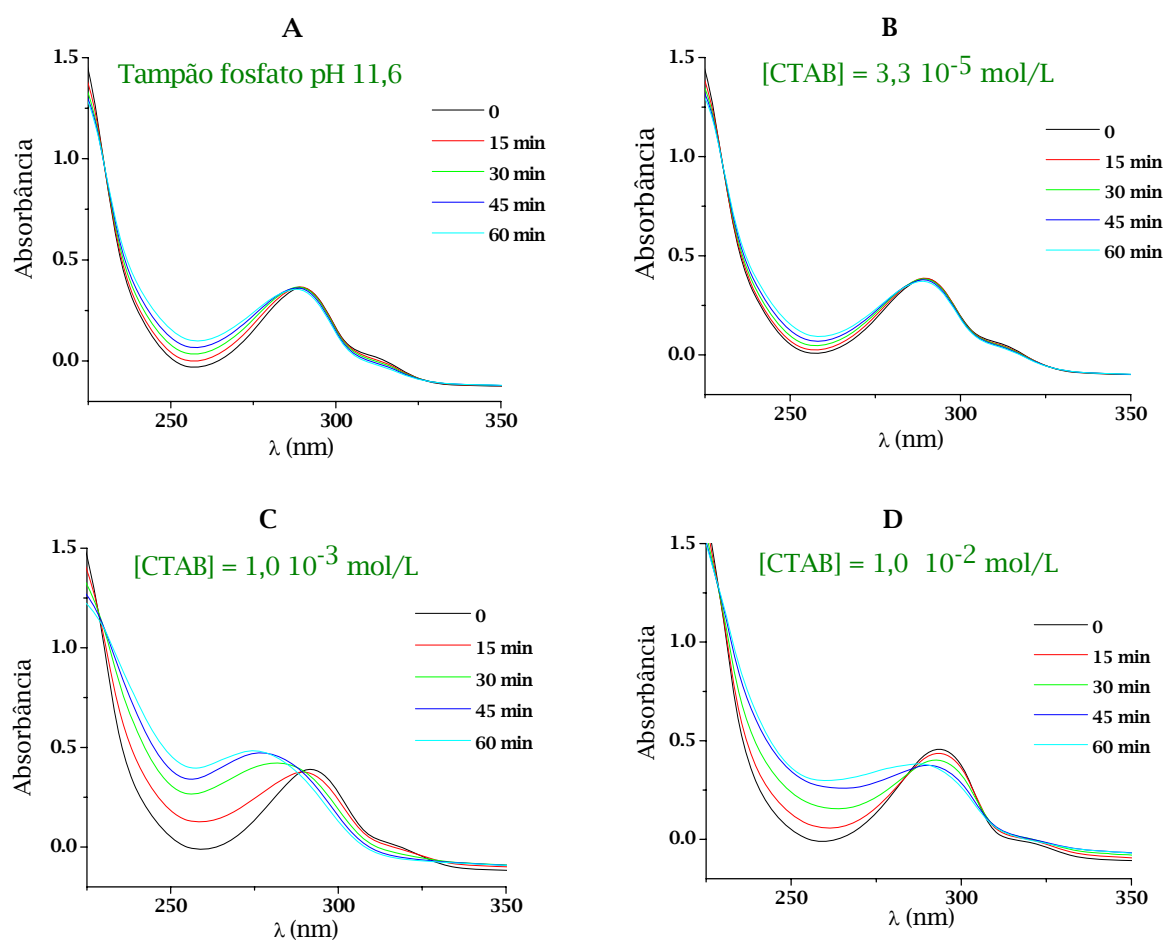 A
Tampão fosfato pH 11,6
0
15 min
30 min
45 min
60 min
Absorbância
1.5
1.0
0.5
0.0
250
300
350
λ (nm)
B
[CTAB] = 3,3 10⁻⁵ mol/L
0
15 min
30 min
45 min
60 min
Absorbância
1.5
1.0
0.5
0.0
250
300
350
λ (nm)
C
[CTAB] = 1,0 10⁻³ mol/L
0
15 min
30 min
45 min
60 min
Absorbância
1.5
1.0
0.5
0.0
250
300
350
λ (nm)
D
[CTAB] = 1,0 10⁻² mol/L
0
15 min
30 min
45 min
60 min
Absorbância
1.5
1.0
0.5
0.0
250
300
350
λ (nm)